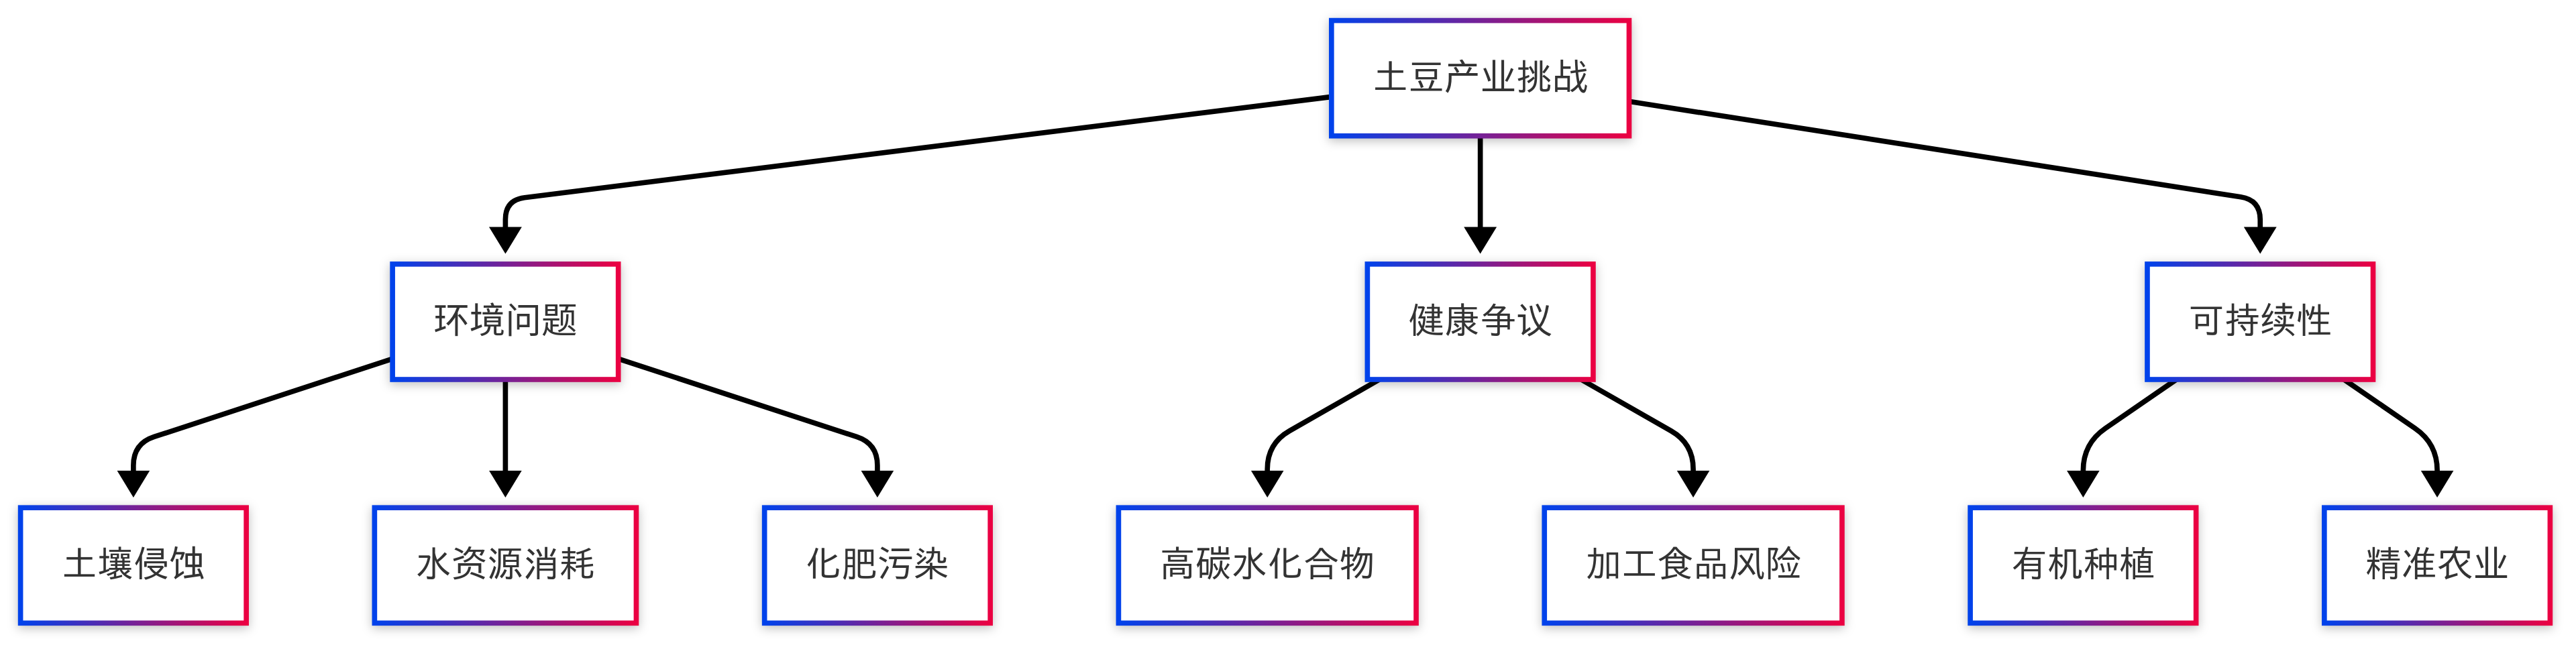 土豆产业挑战
环境问题
健康争议
可持续性
土壤侵蚀
水资源消耗
化肥污染
高碳水化合物
加工食品风险
有机种植
精准农业